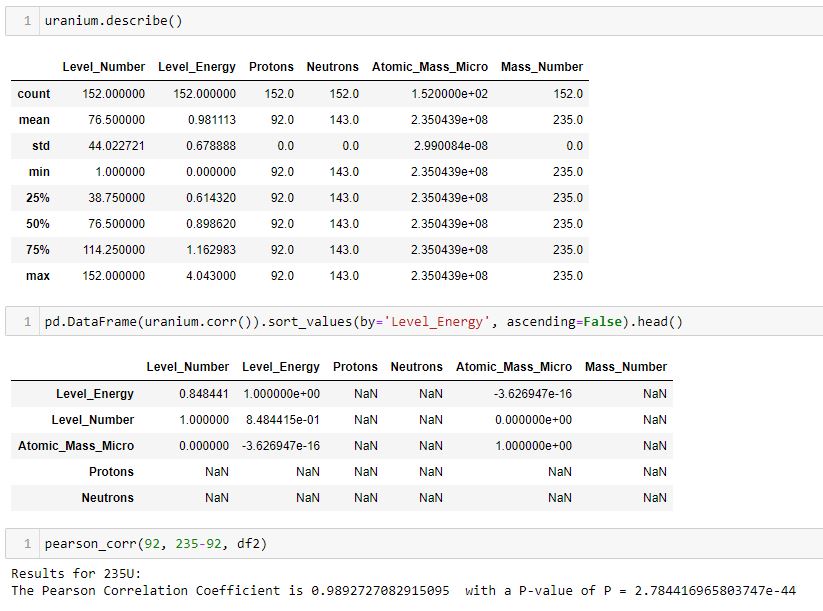 1 uranium.describe()
Level_Number Level_Energy Protons Neutrons Atomic_Mass_Micro Mass_Number
count 152.000000 152.000000 152.0 152.0 1.520000e+02 152.0
mean 76.500000 0.981113 92.0 143.0 2.350439e+08 235.0
std 44.022721 0.678888 0.0 0.0 2.990084e-08 0.0
min 1.000000 0.000000 92.0 143.0 2.350439e+08 235.0
25% 38.750000 0.614320 92.0 143.0 2.350439e+08 235.0
50% 76.500000 0.898620 92.0 143.0 2.350439e+08 235.0
75% 114.250000 1.162983 92.0 143.0 2.350439e+08 235.0
max 152.000000 4.043000 92.0 143.0 2.350439e+08 235.0
1 pd.DataFrame(uranium.corr()).sort_values(by='Level_Energy', ascending=False).head()
Level_Number Level_Energy Protons Neutrons Atomic_Mass_Micro Mass_Number
Level_Energy 0.848441 1.000000e+00 NaN NaN -3.626947e-16 NaN
Level_Number 1.000000 8.484415e-01 NaN NaN 0.000000e+00 NaN
Atomic_Mass_Micro 0.000000 -3.626947e-16 NaN NaN 1.000000e+00 NaN
Protons NaN NaN NaN NaN NaN NaN
Neutrons NaN NaN NaN NaN NaN NaN
1 pearson_corr(92, 235-92, df2)
Results for 235U:
The Pearson Correlation Coefficient is 0.9892727082915095 with a P-value of P = 2.784416965803747e-44